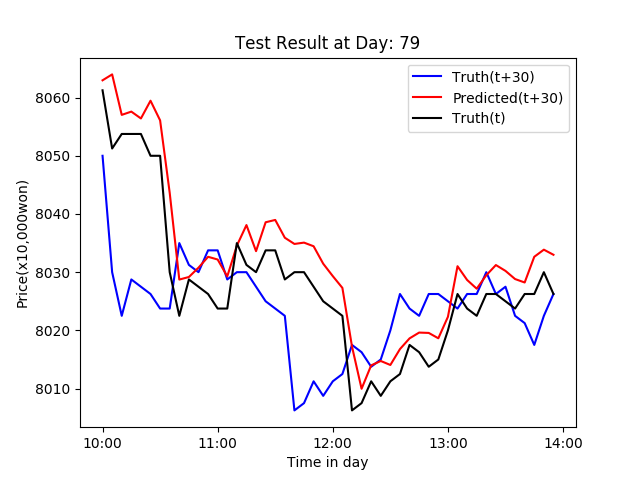 Test Result at Day: 79
Truth(t+30)
Predicted(t+30)
Truth(t)
Price(x10,000won)
8060
8050
8040
8030
8020
8010
10:00 11:00 12:00 13:00 14:00
Time in day